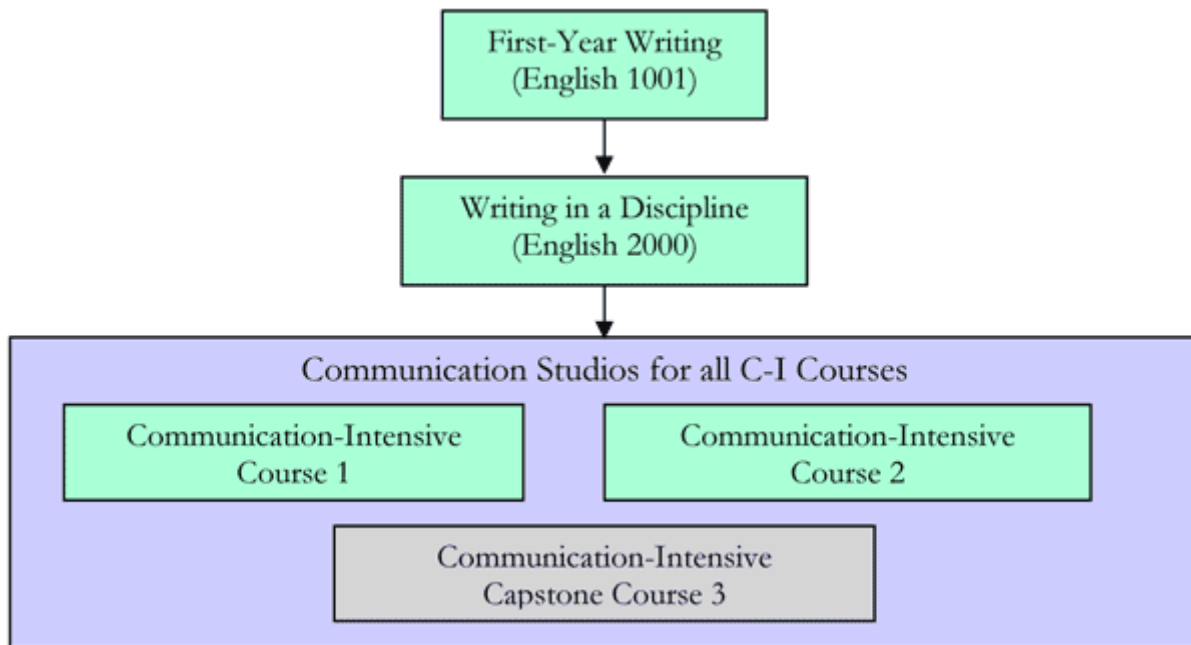 First-Year Writing
(English 1001)
Writing in a Discipline
(English 2000)
Communication Studios for all C-I Courses
Communication-Intensive
Course 1
Communication-Intensive
Course 2
Communication-Intensive
Capstone Course 3